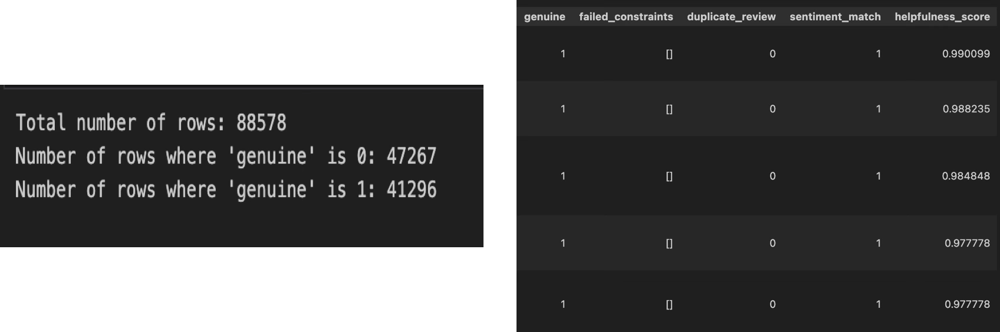 Total number of rows: 88578
Number of rows where 'genuine' is 0: 47267
Number of rows where 'genuine' is 1: 41296
genuine failed_constraints duplicate_review sentiment_match helpfulness_score
1 [] 0 1 0.990099
1 [] 0 1 0.988235
1 [] 0 1 0.984848
1 [] 0 1 0.977778
1 [] 0 1 0.977778